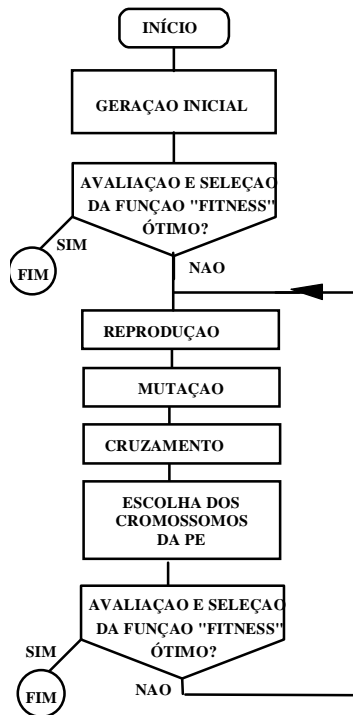 INÍCIO
GERAÇAO INICIAL
AVALIAÇAO E SELEÇAO
DA FUNÇAO "FITNESS"
ÓTIMO?
SIM
FIM
NAO
REPRODUÇAO
MUTAÇAO
CRUZAMENTO
ESCOLHA DOS
CROMOSSOMOS
DA PE
AVALIAÇAO E SELEÇAO
DA FUNÇAO "FITNESS"
ÓTIMO?
SIM
FIM
NAO